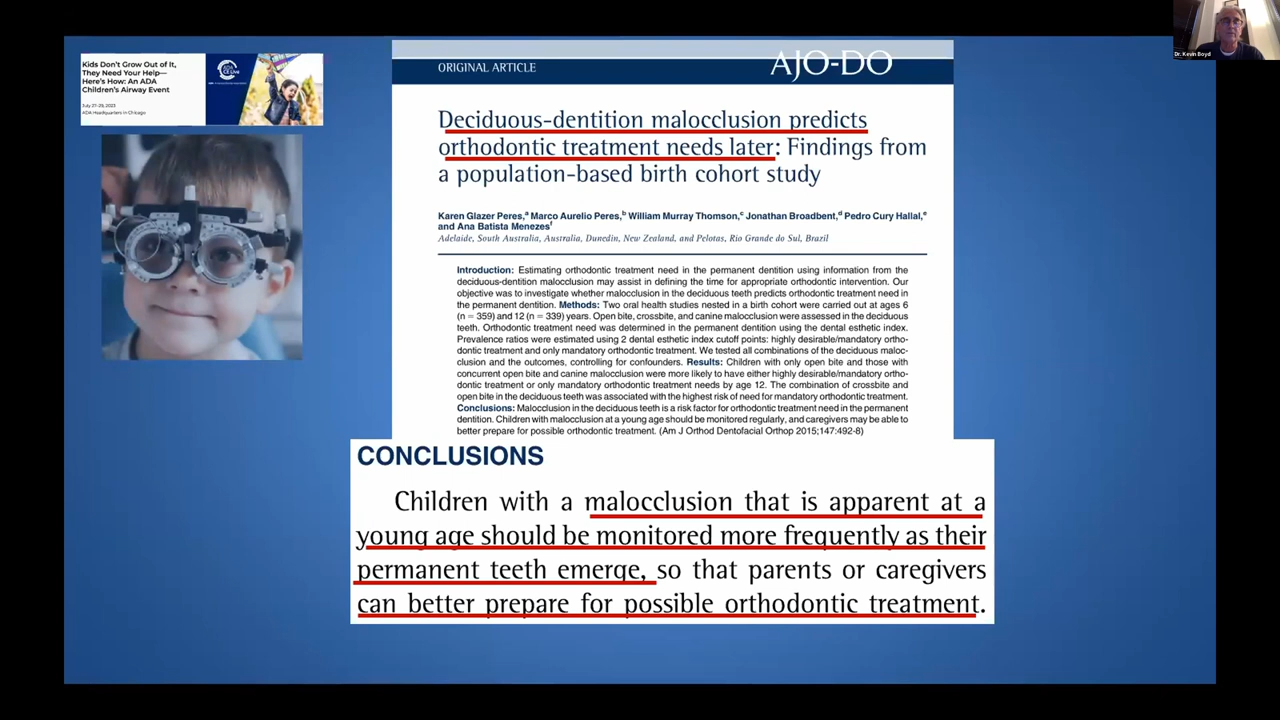 Kids Don't Grow Out of It,
They Need Your Help—
Here's How: An ADA
Children's Airway Event
July 27-29, 2023
ADA Headquarters in Chicago
Dr. Kevin Boyd
ORIGINAL ARTICLE
AJO-DO
Deciduous-dentition malocclusion predicts
orthodontic treatment needs later: Findings from
a population-based birth cohort study
Karen Glazer Peres,a Marco Aurelio Peres,b William Murray Thomson,c Jonathan Broadbent,d Pedro Cury Hallal,e
and Ana Batista Menezesf
Adelaide, South Australia, Australia, Dunedin, New Zealand, and Pelotas, Rio Grande do Sul, Brazil
Introduction: Estimating orthodontic treatment need in the permanent dentition using information from the
deciduous-dentition malocclusion may assist in defining the time for appropriate orthodontic intervention. Our
objective was to investigate whether malocclusion in the deciduous teeth predicts orthodontic treatment need in
the permanent dentition. Methods: Two oral health studies nested in a birth cohort were carried out at ages 6
(n = 359) and 12 (n = 339) years. Open bite, crossbite, and canine malocclusion were assessed in the deciduous
teeth. Orthodontic treatment need was determined in the permanent dentition using the dental esthetic index.
Prevalence ratios were estimated using 2 dental esthetic index cutoff points: highly desirable/mandatory ortho-
dontic treatment and only mandatory orthodontic treatment. We tested all combinations of the deciduous maloc-
clusion and the outcomes, controlling for confounders. Results: Children with only open bite and those with
concurrent open bite and canine malocclusion were more likely to have either highly desirable/mandatory ortho-
dontic treatment or only mandatory orthodontic treatment needs by age 12. The combination of crossbite and
open bite in the deciduous teeth was associated with the highest risk of need for mandatory orthodontic treatment.
Conclusions: Malocclusion in the deciduous teeth is a risk factor for orthodontic treatment need in the permanent
dentition. Children with malocclusion at a young age should be monitored regularly, and caregivers may be able to
better prepare for possible orthodontic treatment. (Am J Orthod Dentofacial Orthop 2015;147:492-8)
CONCLUSIONS
Children with a malocclusion that is apparent at a
young age should be monitored more frequently as their
permanent teeth emerge, so that parents or caregivers
can better prepare for possible orthodontic treatment.